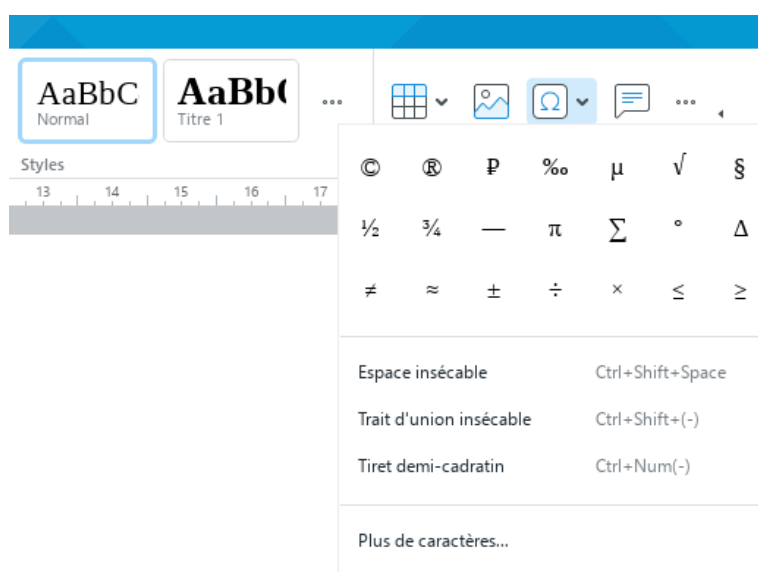 AaBbC AaBb(
Normal Titre 1
Styles
13 14 15 16 17
© ® ₽ ‰ µ √ §
½ ¾ — π ∑ ° Δ
≠ ≈ ± ÷ × ≤ ≥
Espace insécable Ctrl+Shift+Space
Trait d'union insécable Ctrl+Shift+(-)
Tiret demi-cadratin Ctrl+Num(-)
Plus de caractères...